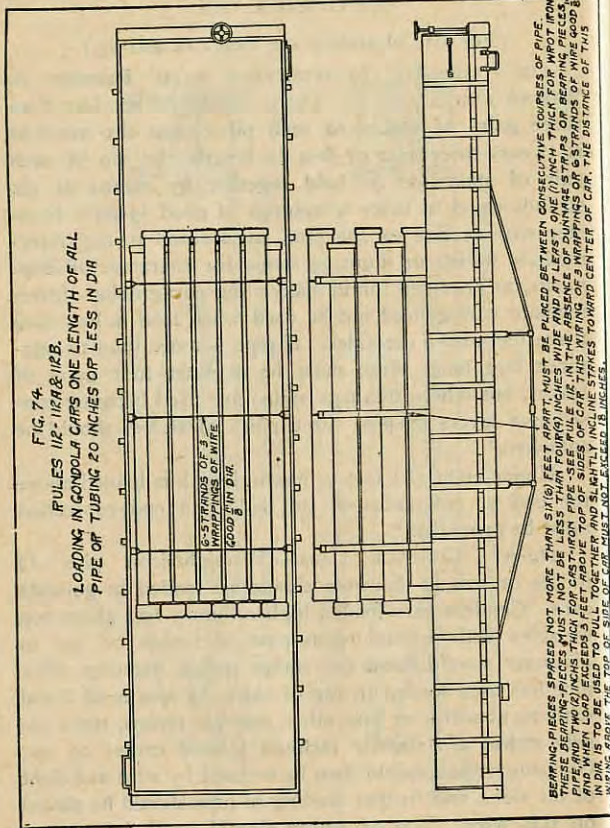 FIG. 74.
RULES 112-112A & 112B.
LOADING IN GONDOLA CARS ONE LENGTH OF ALL
PIPE OR TUBING 20 INCHES OR LESS IN DIA
6-STRANDS OF 3
WRAPPINGS OF WIRE
GOOD 1/8" IN DIR.
BEARING-PIECES SPACED NOT MORE THAN SIX(6) FEET APART MUST BE PLACED BETWEEN CONSECUTIVE COURSES OF PIPE.
THESE BEARING-PIECES MUST NOT BE LESS THAN FOUR(4) INCHES WIDE AND AT LEAST ONE (1) INCH THICK FOR WROT IRON
PIPE, AND TWO (2) INCHS THICK FOR CAST-IRON PIPE-SEE RULE 112. IN THE ABSENCE OF DUNNAGE STRIPS OR BEARING PIECES,
AND WHEN LOAD EXCEEDS 3 FEET ABOVE TOP OF SIDES OF CAR THIS WIRING OF 3 WRAPPINGS OR 6 STRANDS OF WIRE GOOD 1/8
IN DIR. IS TO BE USED TO PULL TOGETHER AND SLIGHTLY INCLINE STAKES TOWARD CENTER OF CAR. THE DISTANCE OF THIS
WIRING ABOVE THE TOP OF SIDE OF CAR MUST NOT EXCEED 18 INCHES.